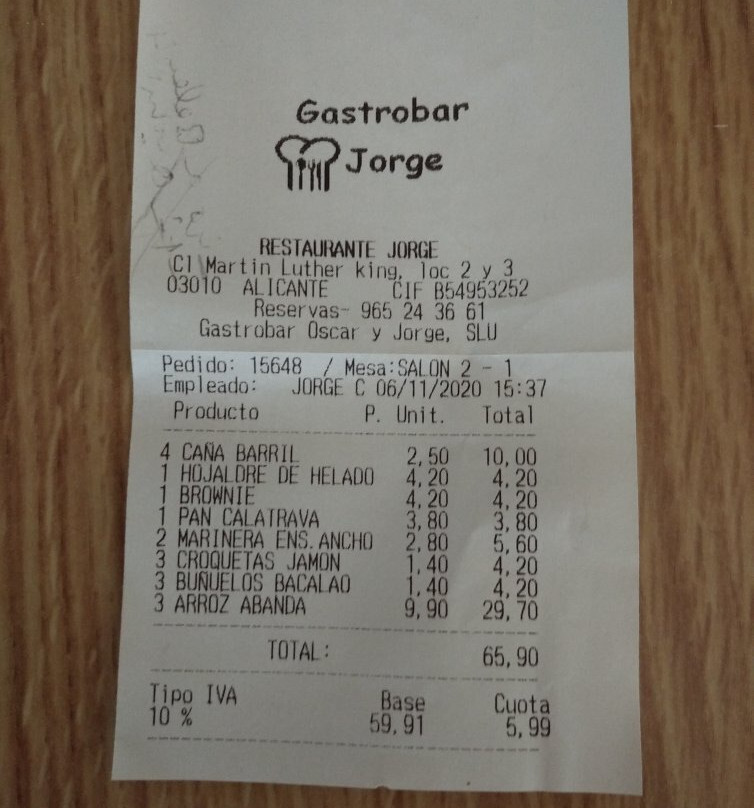 Gastrobar
Jorge
RESTAURANTE JORGE
Cl Martin Luther king, loc 2 y 3
03010 ALICANTE CIF B54953252
Reservas- 965 24 36 61
Gastrobar Oscar y Jorge, SLU
Pedido: 15648 / Mesa:SALON 2 - 1
Empleado: JORGE C 06/11/2020 15:37
Producto P. Unit. Total
4 CAÑA BARRIL 2,50 10,00
1 HOJALDRE DE HELADO 4,20 4,20
1 BROWNIE 4,20 4,20
1 PAN CALATRAVA 3,80 3,80
2 MARINERA ENS.ANCHO 2,80 5,60
3 CROQUETAS JAMON 1,40 4,20
3 BUÑUELOS BACALAO 1,40 4,20
3 ARROZ ABANDA 9,90 29,70
TOTAL: 65,90
Tipo IVA Base Cuota
10 % 59,91 5,99